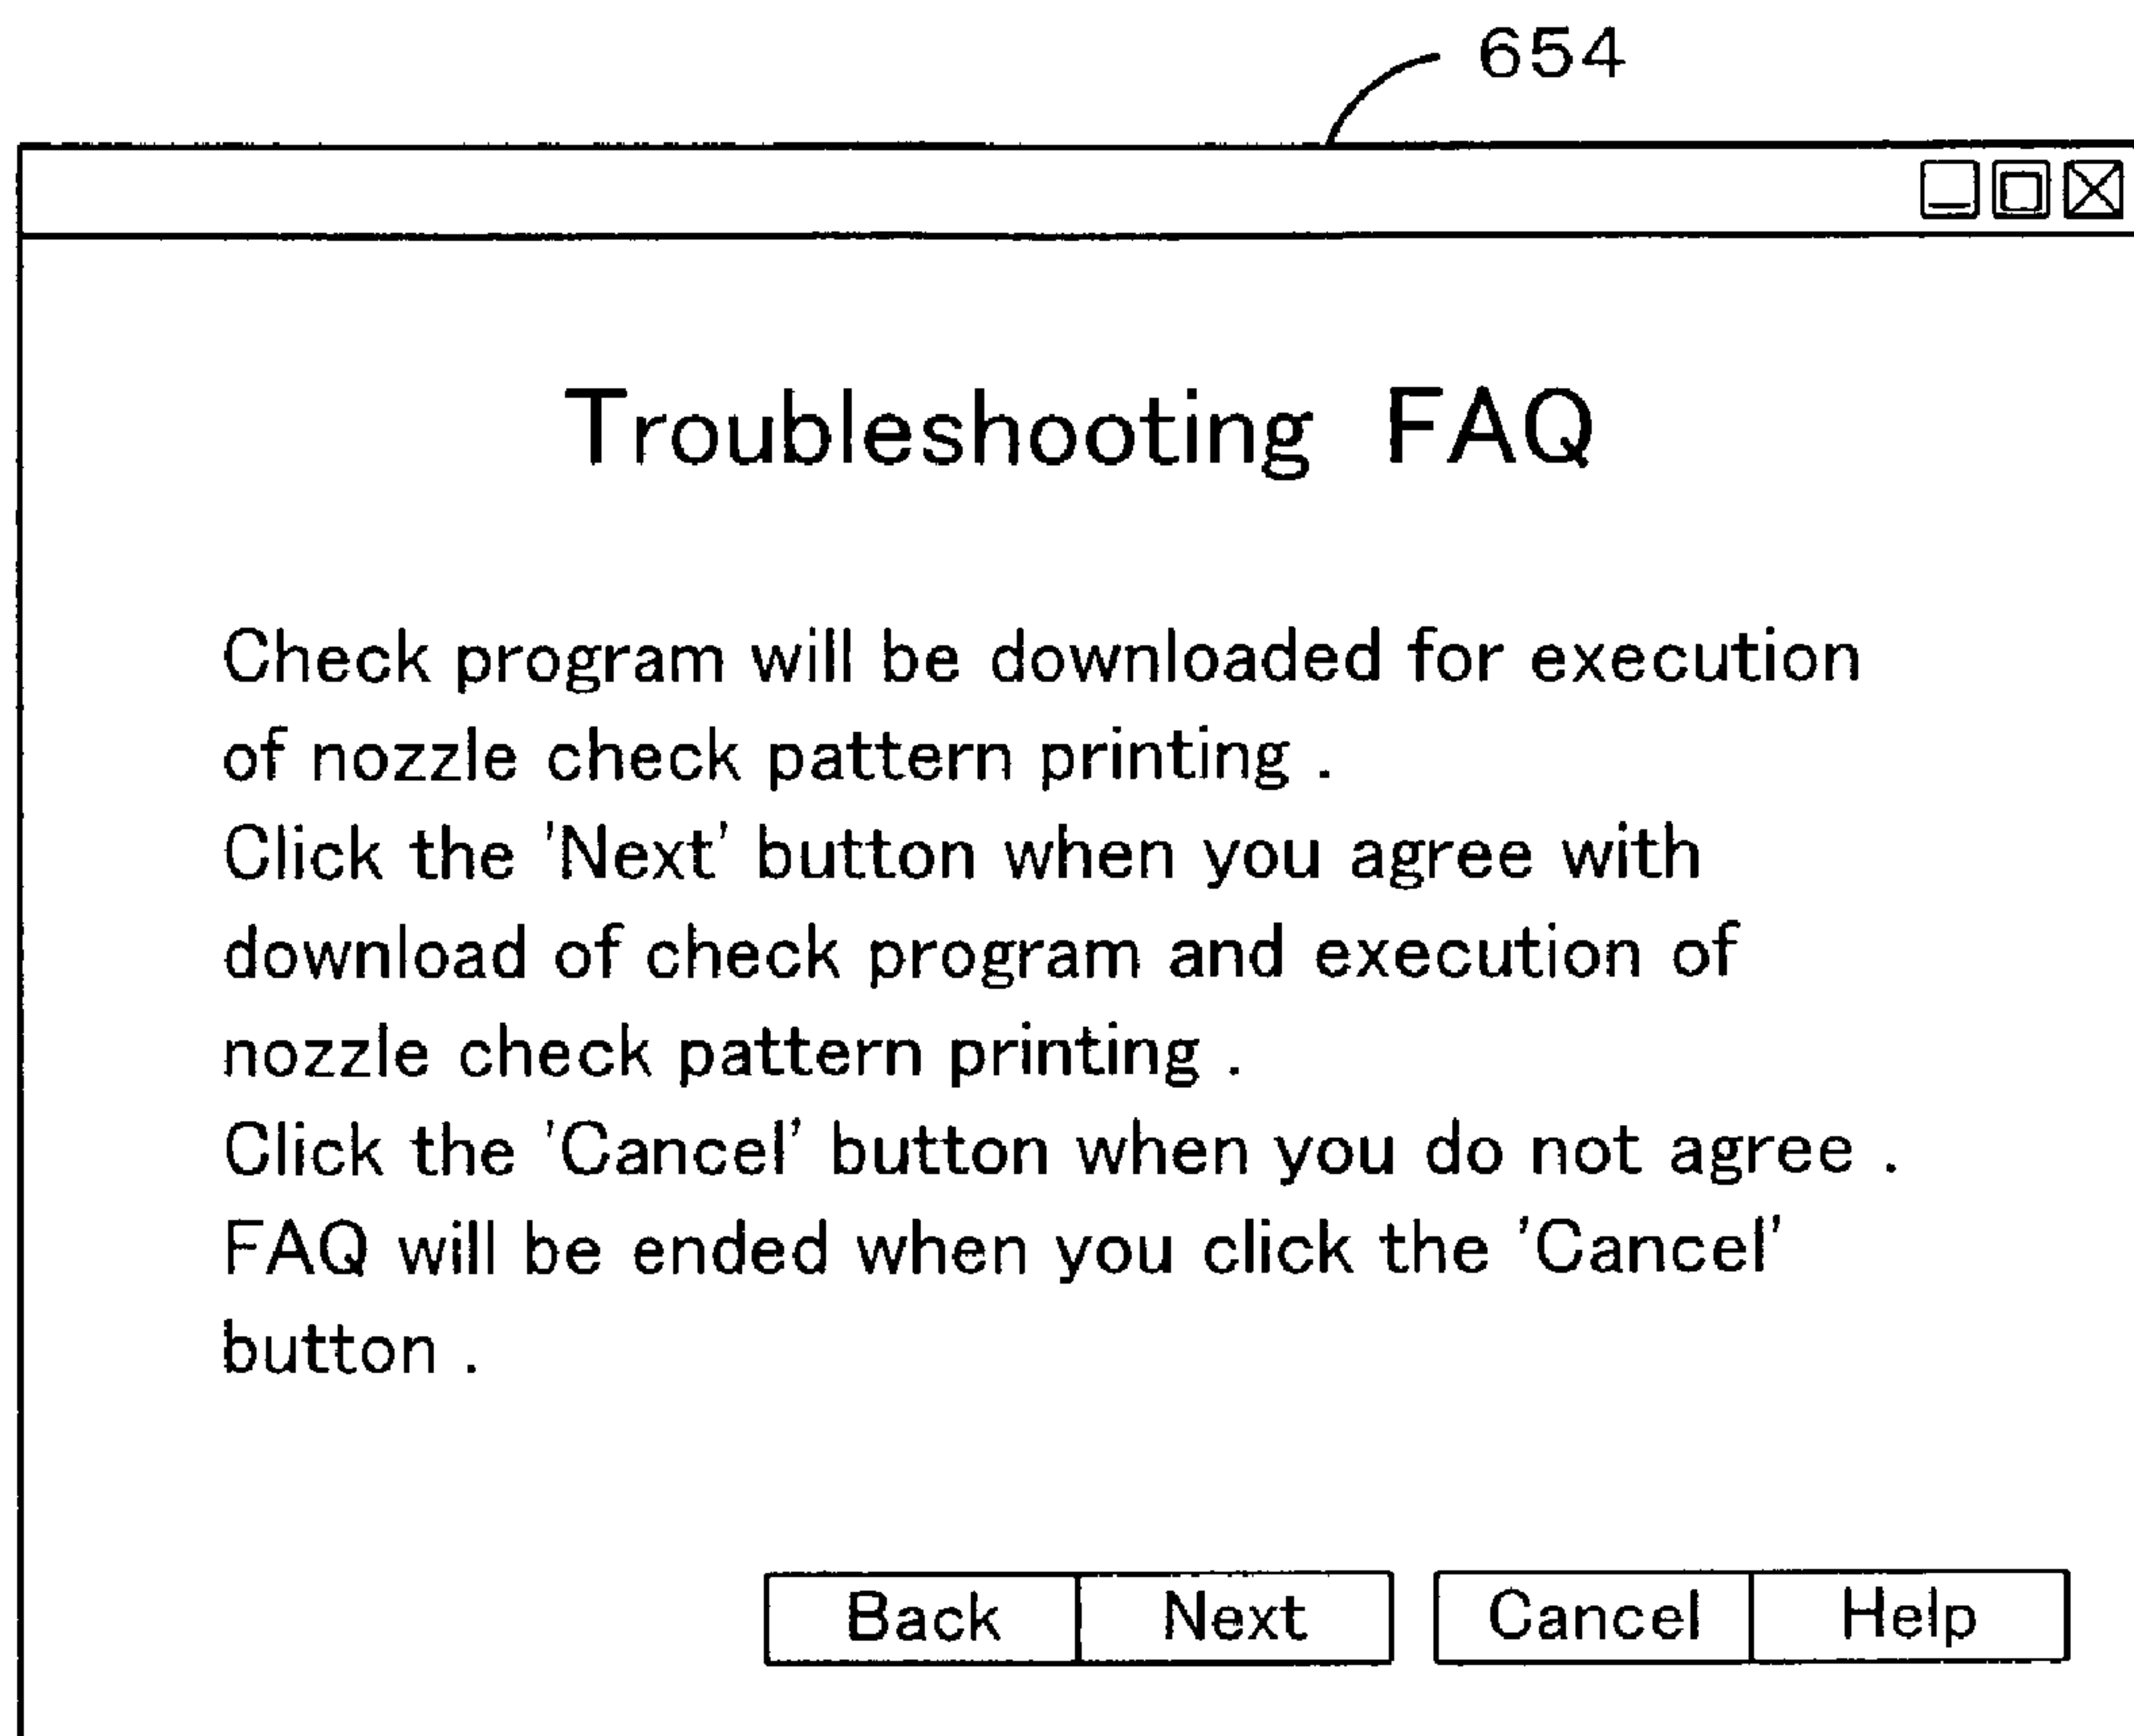 654
Troubleshooting FAQ
Check program will be downloaded for execution
of nozzle check pattern printing .
Click the 'Next' button when you agree with
download of check program and execution of
nozzle check pattern printing .
Click the 'Cancel' button when you do not agree .
FAQ will be ended when you click the 'Cancel'
button .
Back Next Cancel Help